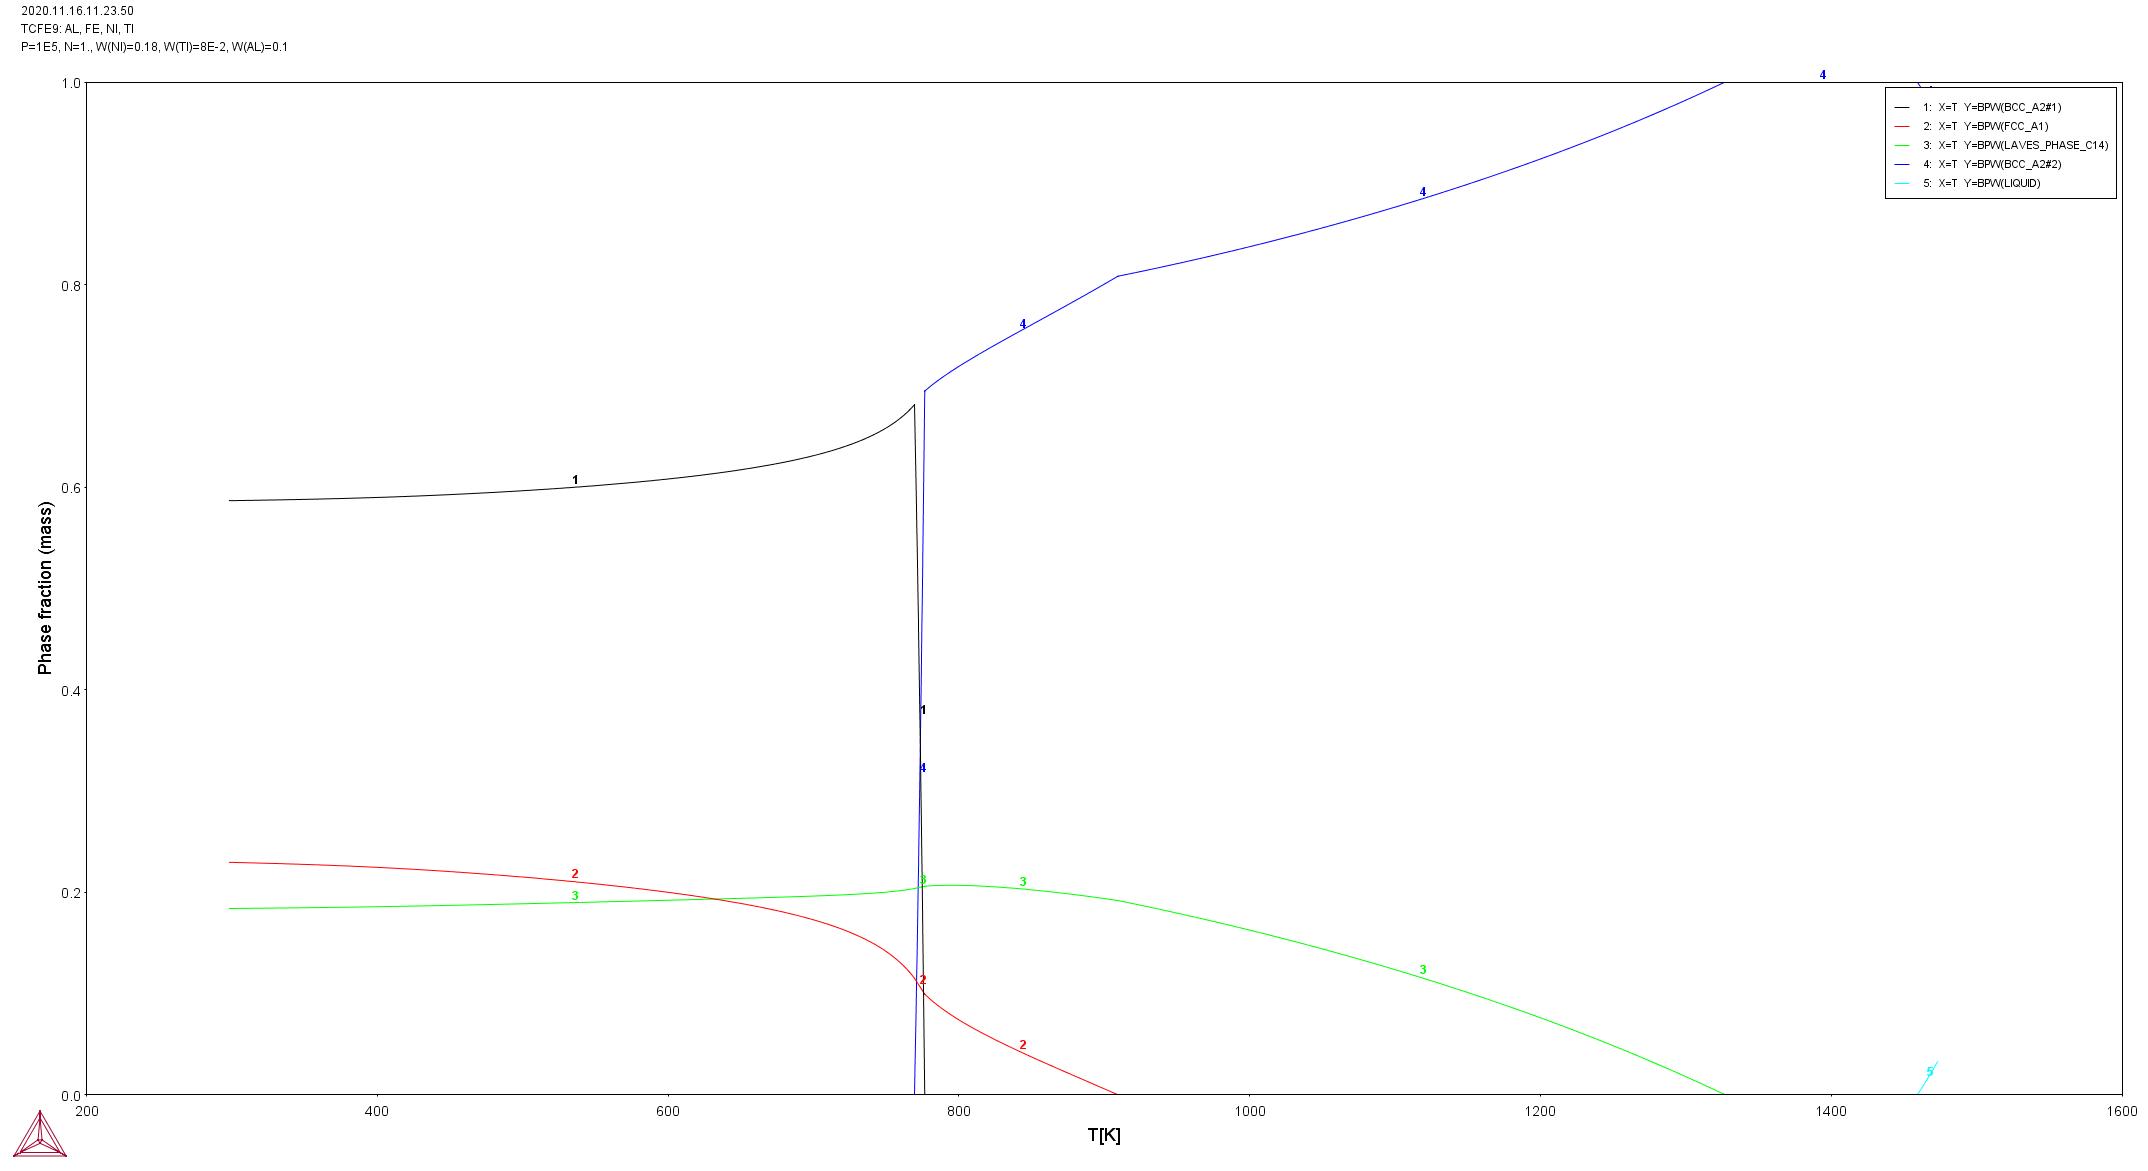 2020.11.16.11.23.50
TCFE9: AL, FE, NI, TI
P=1E5, N=1., W(NI)=0.18, W(TI)=8E-2, W(AL)=0.1
4
1.0
1: X=T Y=BPW(BCC_A2#1)
2: X=T Y=BPW(FCC_A1)
3: X=T Y=BPW(LAVES_PHASE_C14)
4: X=T Y=BPW(BCC_A2#2)
5: X=T Y=BPW(LIQUID)
4
0.8
4
1
0.6
Phase fraction (mass)
0.4
1
4
2
3
3
3
0.2
3
2
2
5
0.0
200 400 600 800 1000 1200 1400 1600
T[K]